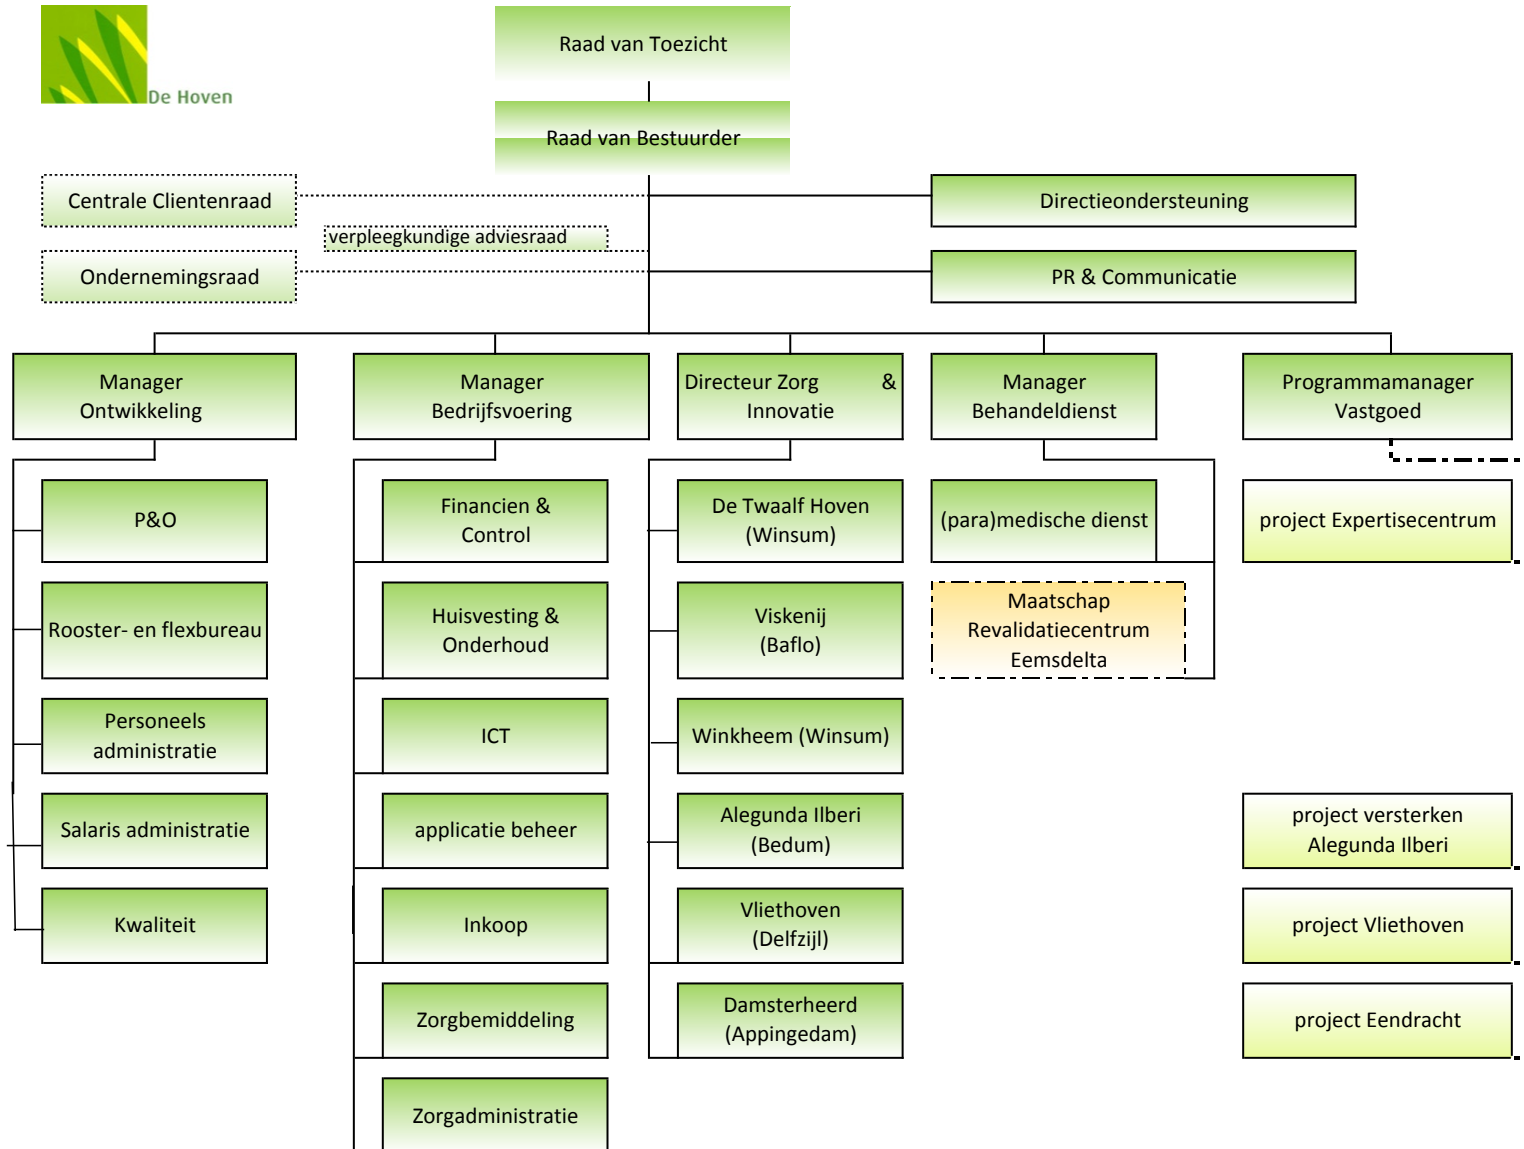 De Hoven
Raad van Toezicht
Raad van Bestuurder
Centrale Clientenraad
Directieondersteuning
verpleegkundige adviesraad
Ondernemingsraad
PR & Communicatie
Manager
Ontwikkeling
Manager
Bedrijfsvoering
Directeur Zorg &
Innovatie
Manager
Behandeldienst
Programmamanager
Vastgoed
P&O
Rooster- en flexbureau
Personeels
administratie
Salaris administratie
Kwaliteit
Financien &
Control
Huisvesting &
Onderhoud
ICT
applicatie beheer
Inkoop
Zorgbemiddeling
Zorgadministratie
De Twaalf Hoven
(Winsum)
Viskenij
(Baflo)
Winkheem (Winsum)
Alegunda Ilberi
(Bedum)
Vliethoven
(Delfzijl)
Damsterheerd
(Appingedam)
(para)medische dienst
Maatschap
Revalidatiecentrum
Eemsdelta
project Expertisecentrum
project versterken
Alegunda Ilberi
project Vliethoven
project Eendracht